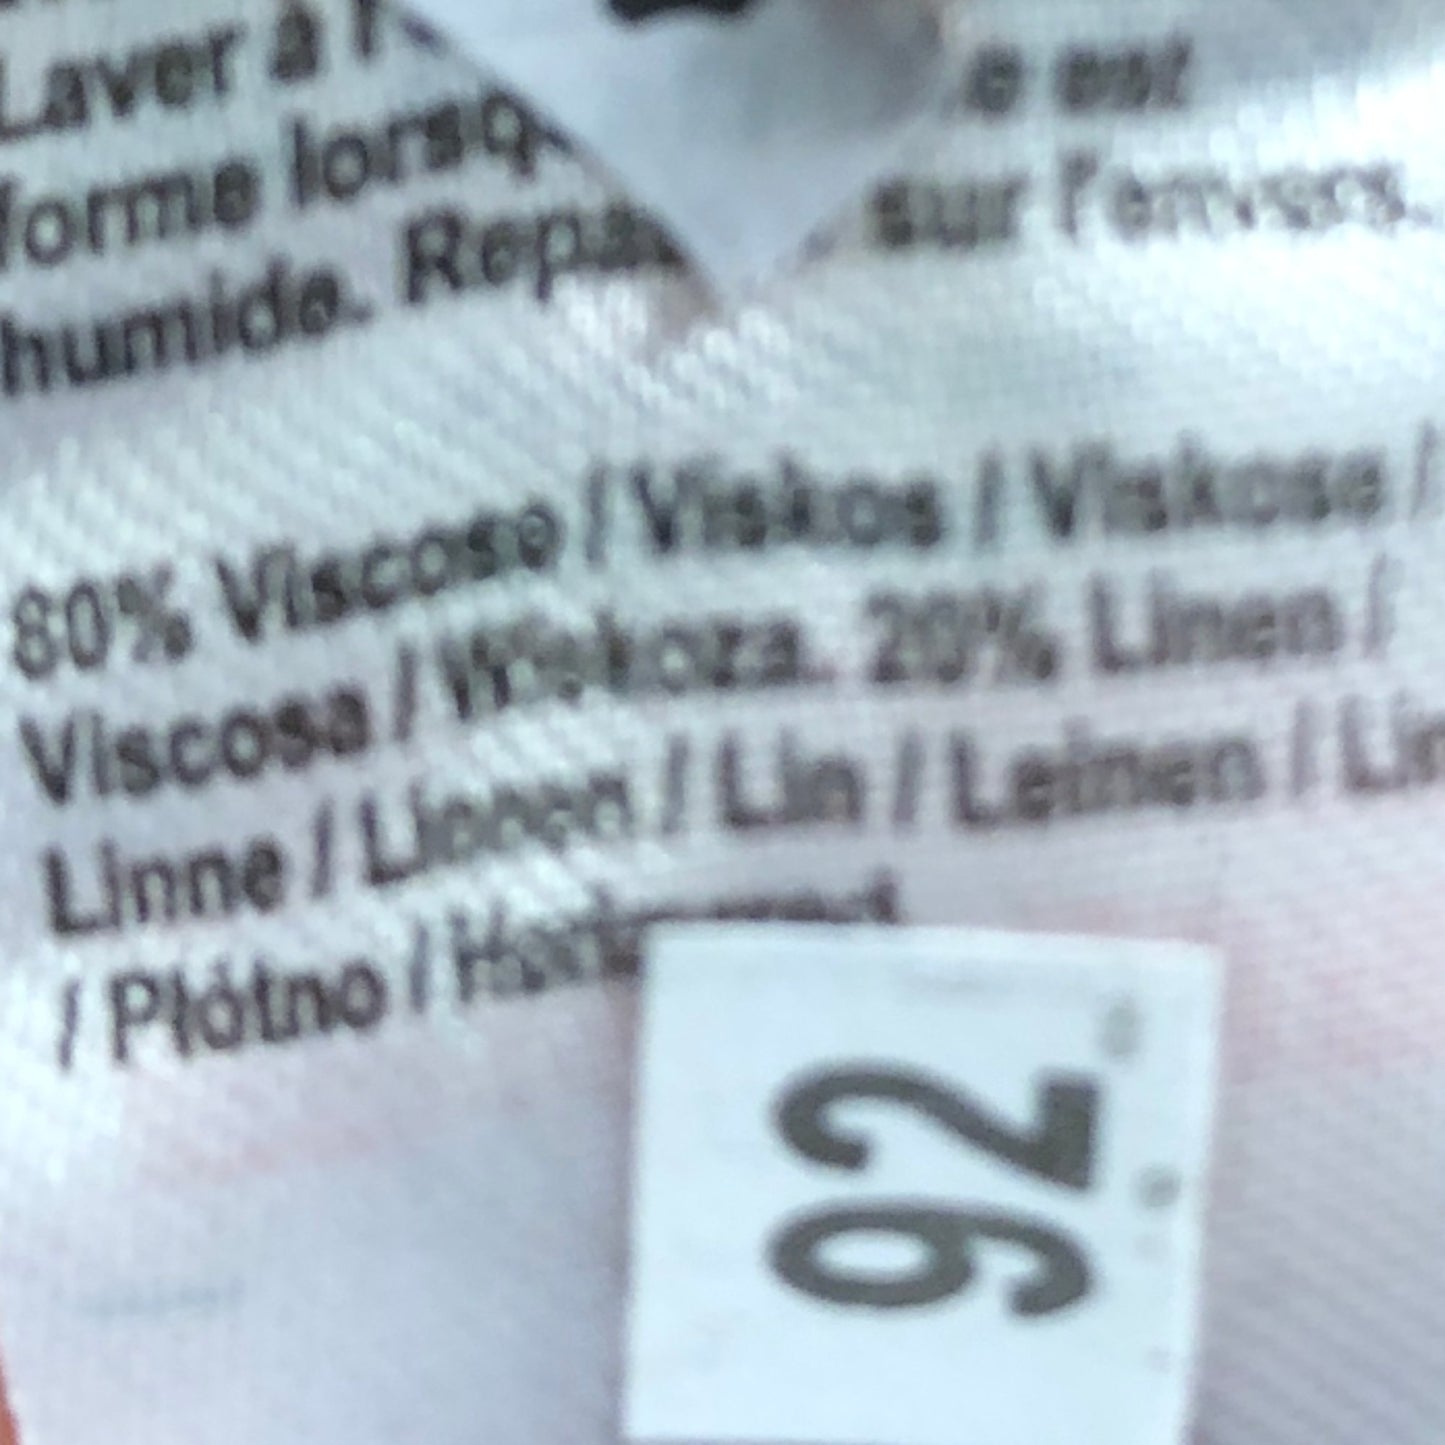 Laver à l'
forme lorsq
humide. Repa
e est
sur l'envers.
80% Viscose / Viskos / Viskose /
Viscosa / Wiskoza. 20% Linen /
Linne / Linnen / Lin / Leinen / Lin
/ Płótno /
92